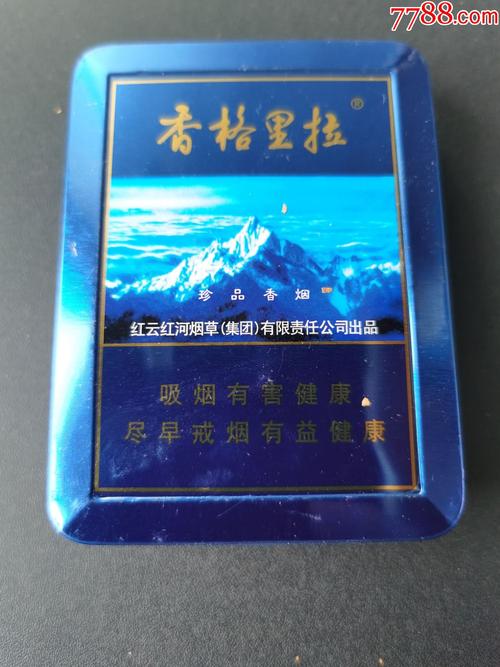 7788.com
香格里拉®
珍品香烟
红云红河烟草(集团)有限责任公司出品
吸烟有害健康
尽早戒烟有益健康